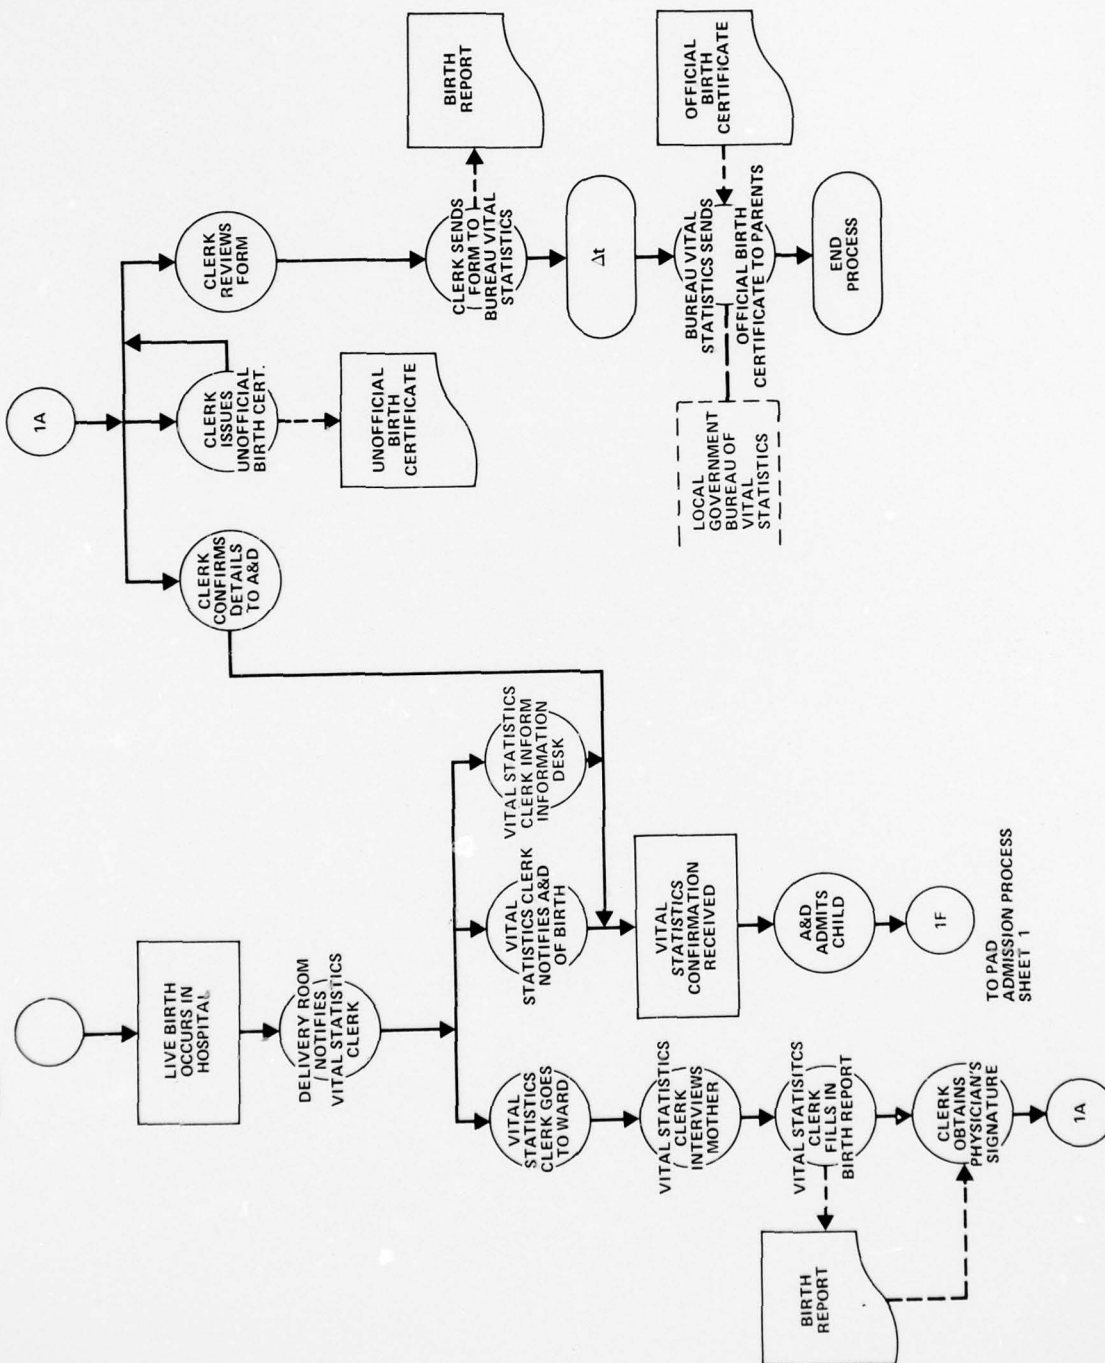 LIVE BIRTH
OCCURS IN
HOSPITAL
DELIVERY ROOM
NOTIFIES
VITAL STATISTICS
CLERK
VITAL
STATISTICS
CLERK GOES
TO WARD
VITAL
STATISTICS CLERK
NOTIFIES A&D
OF BIRTH
VITAL STATISTICS
CLERK INFORM
INFORMATION
DESK
VITAL STATISTICS
CLERK
INTERVIEWS
MOTHER
VITAL
STATISTICS
CONFIRMATION
RECEIVED
BIRTH
REPORT
VITAL STATISITCS
CLERK
FILLS IN
BIRTH REPORT
A&D
ADMITS
CHILD
CLERK
OBTAINS
PHYSICIAN'S
SIGNATURE
1F
1A
TO PAD
ADMISSION PROCESS
SHEET 1
1A
CLERK
CONFIRMS
DETAILS
TO A&D
CLERK
ISSUES
UNOFFICIAL
BIRTH CERT.
CLERK
REVIEWS
FORM
UNOFFICIAL
BIRTH
CERTIFICATE
CLERK SENDS
FORM TO
BUREAU VITAL
STATISTICS
BIRTH
REPORT
Δt
LOCAL
GOVERNMENT
BUREAU OF
VITAL
STATISTICS
BUREAU VITAL
STATISTICS SENDS
OFFICIAL BIRTH
CERTIFICATE TO PARENTS
OFFICIAL
BIRTH
CERTIFICATE
END
PROCESS